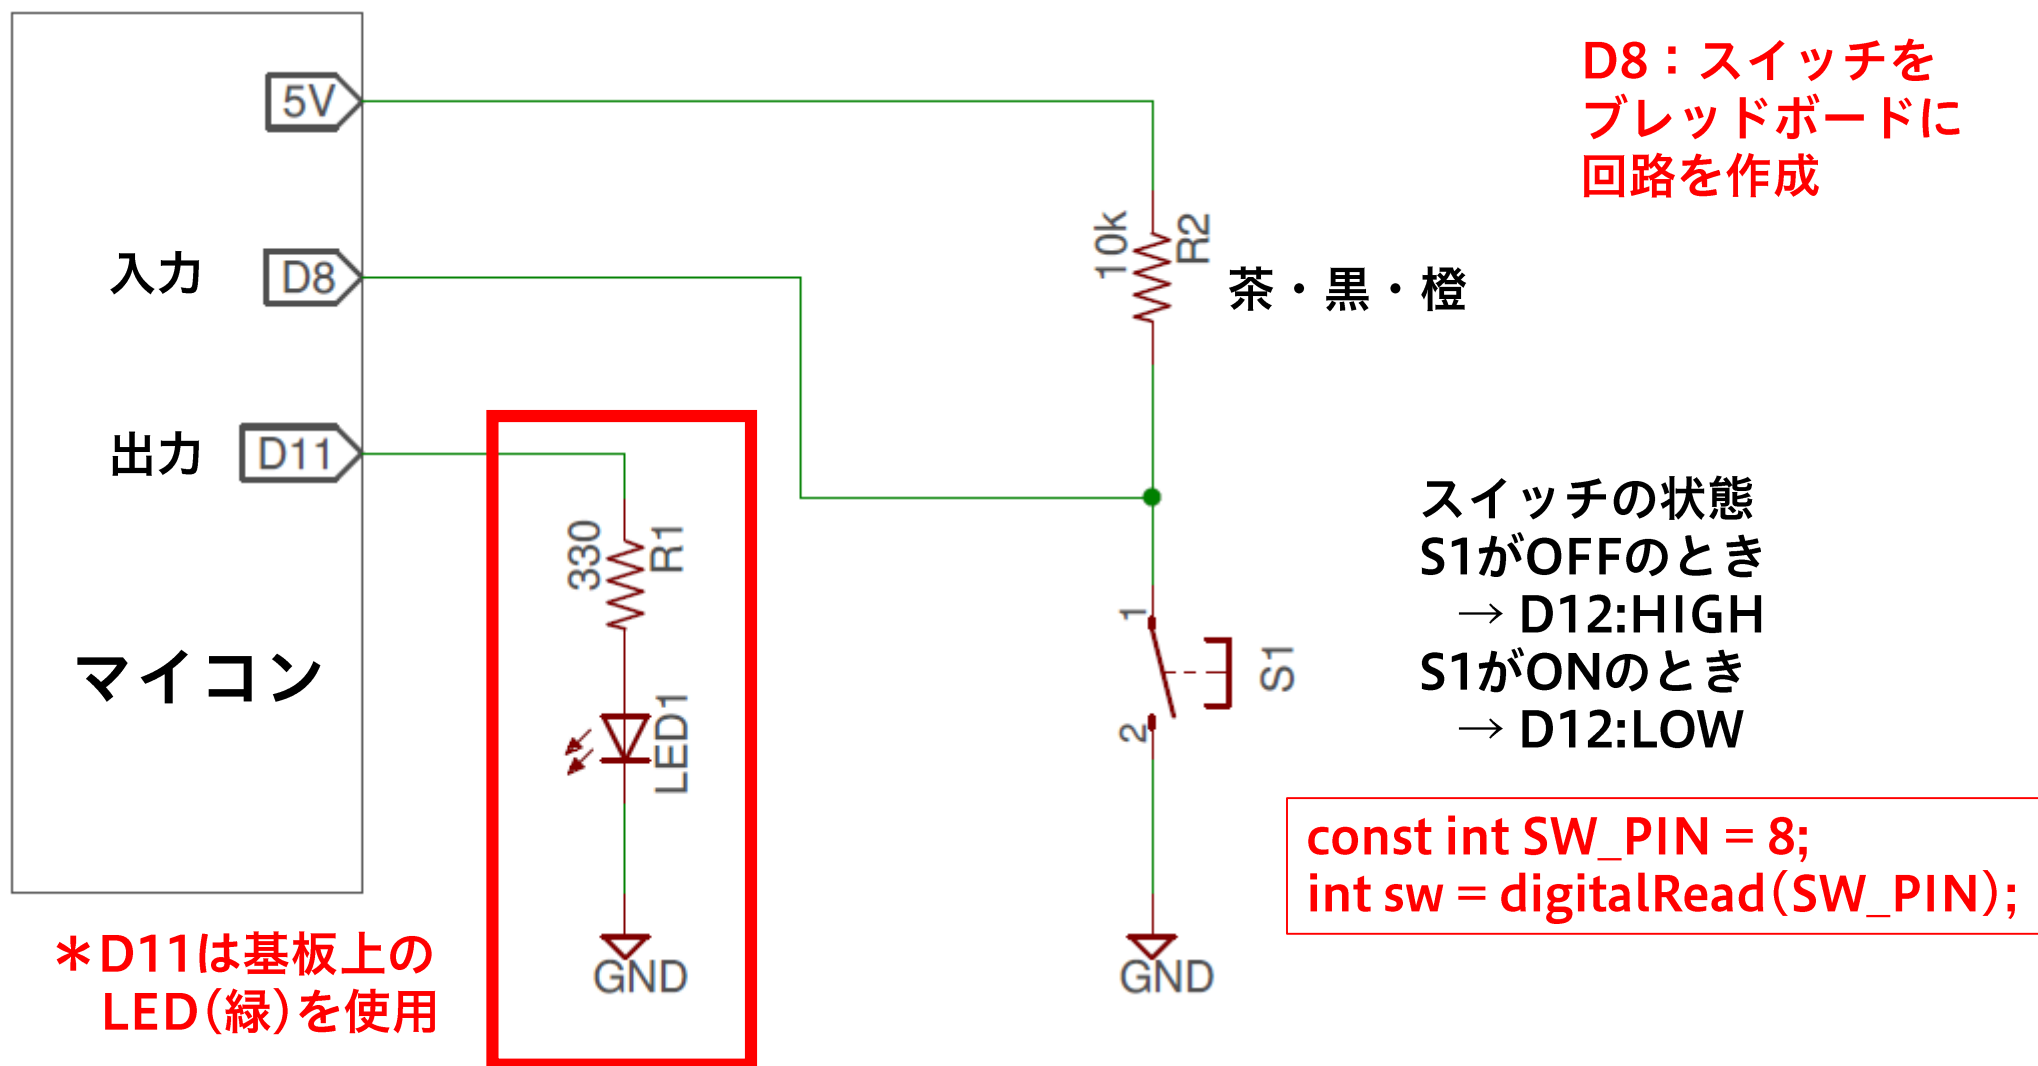 5V
D8：スイッチを
ブレッドボードに
回路を作成
入力
D8
10k
R2
茶・黒・橙
出力
D11
330
R1
スイッチの状態
S1がOFFのとき
→ D12:HIGH
S1がONのとき
→ D12:LOW
マイコン
LED1
1
2
S1
const int SW_PIN = 8;
int sw = digitalRead(SW_PIN);
＊D11は基板上の
LED(緑)を使用
GND
GND